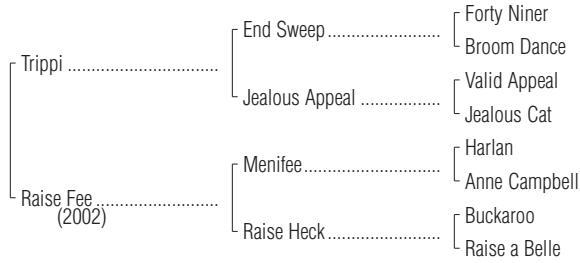 Forty Niner
End Sweep
Broom Dance
Trippi
Valid Appeal
Jealous Appeal
Jealous Cat
Harlan
Menifee
Anne Campbell
Raise Fee
(2002)
Buckaroo
Raise Heck
Raise a Belle